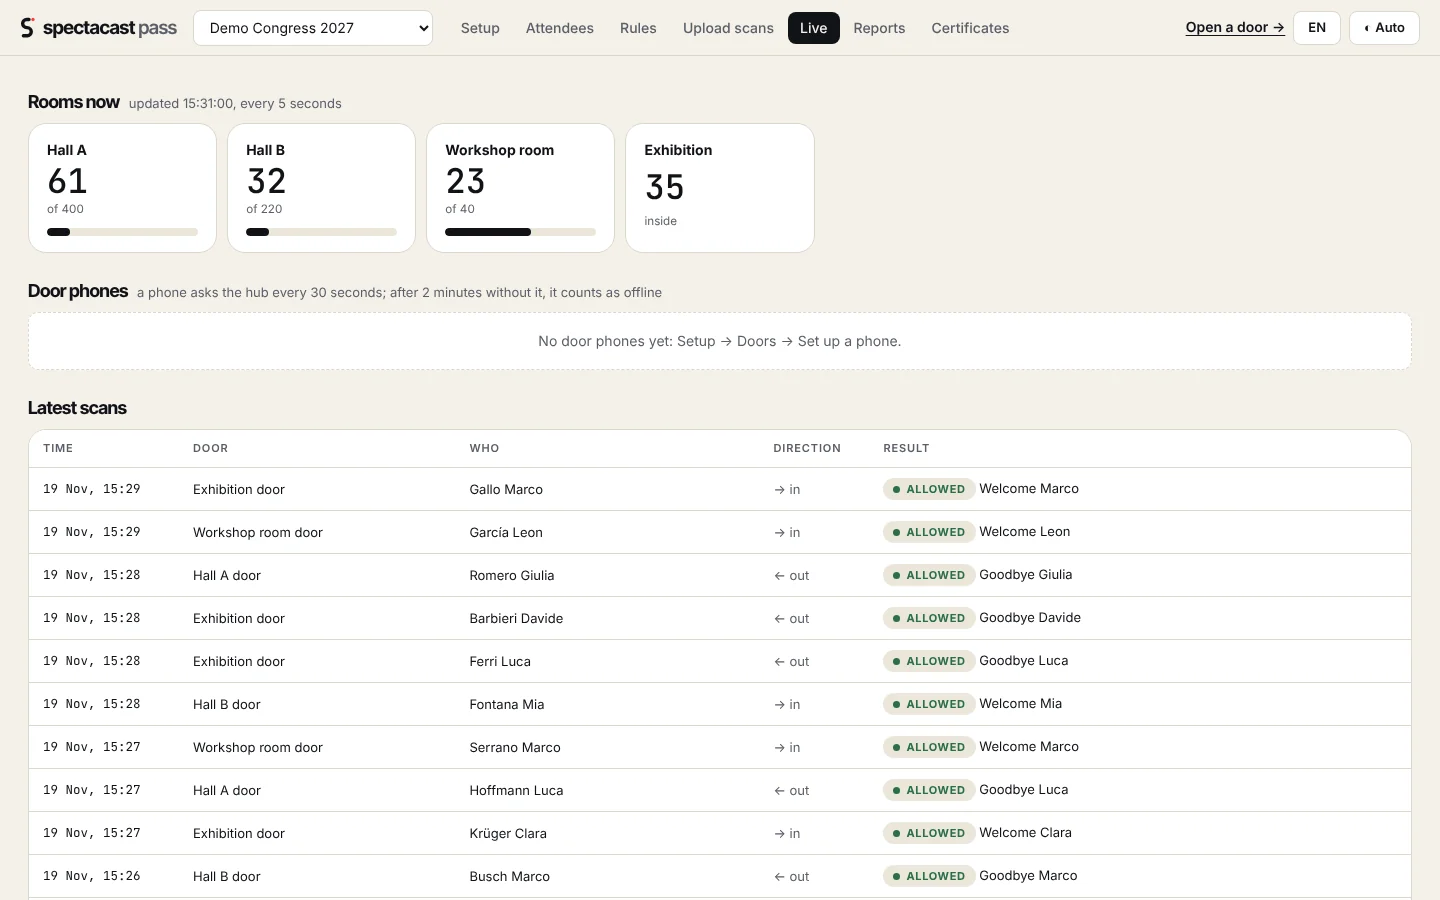 spectacast pass Demo Congress 2027 Setup Attendees Rules Upload scans Live Reports Certificates Open a door → EN Auto
Rooms now updated 15:31:00, every 5 seconds
Hall A
61
of 400
Hall B
32
of 220
Workshop room
23
of 40
Exhibition
35
inside
Door phones a phone asks the hub every 30 seconds; after 2 minutes without it, it counts as offline
No door phones yet: Setup → Doors → Set up a phone.
Latest scans
TIME DOOR WHO DIRECTION RESULT
19 Nov, 15:29 Exhibition door Gallo Marco → in ALLOWED Welcome Marco
19 Nov, 15:29 Workshop room door García Leon → in ALLOWED Welcome Leon
19 Nov, 15:28 Hall A door Romero Giulia ← out ALLOWED Goodbye Giulia
19 Nov, 15:28 Exhibition door Barbieri Davide ← out ALLOWED Goodbye Davide
19 Nov, 15:28 Exhibition door Ferri Luca ← out ALLOWED Goodbye Luca
19 Nov, 15:28 Hall B door Fontana Mia → in ALLOWED Welcome Mia
19 Nov, 15:27 Workshop room door Serrano Marco → in ALLOWED Welcome Marco
19 Nov, 15:27 Hall A door Hoffmann Luca ← out ALLOWED Goodbye Luca
19 Nov, 15:27 Exhibition door Krüger Clara → in ALLOWED Welcome Clara
19 Nov, 15:26 Hall B door Busch Marco ← out ALLOWED Goodbye Marco